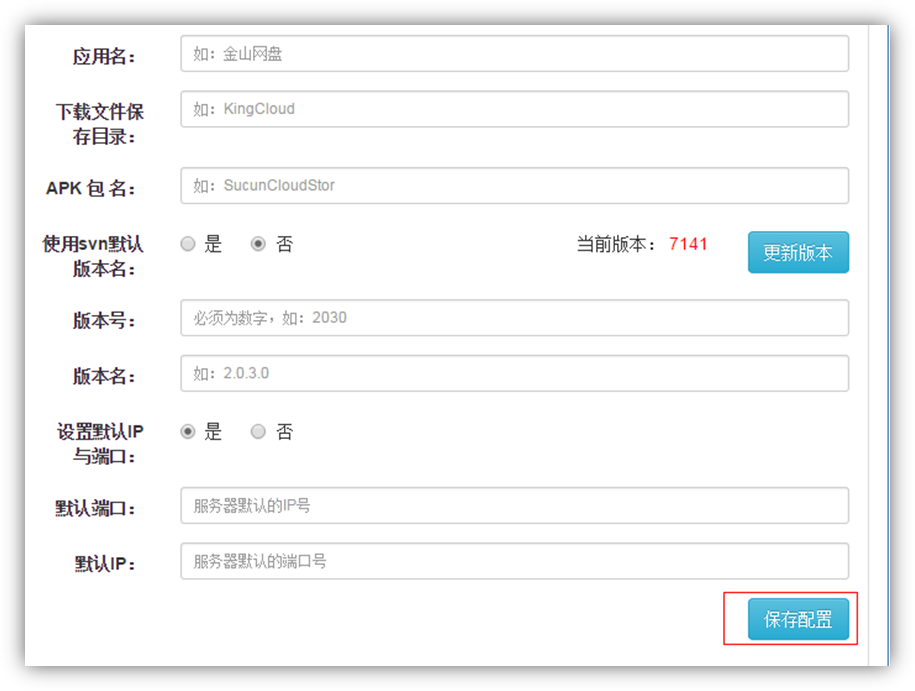 应用名：
如：金山网盘
下载文件保
存目录：
如：KingCloud
APK 包 名：
如：SucunCloudStor
使用svn默认
版本名：
是 否 当前版本： 7141 更新版本
版本号：
必须为数字，如：2030
版本名：
如：2.0.3.0
设置默认IP
与端口：
是 否
默认端口：
服务器默认的IP号
默认IP：
服务器默认的端口号
保存配置